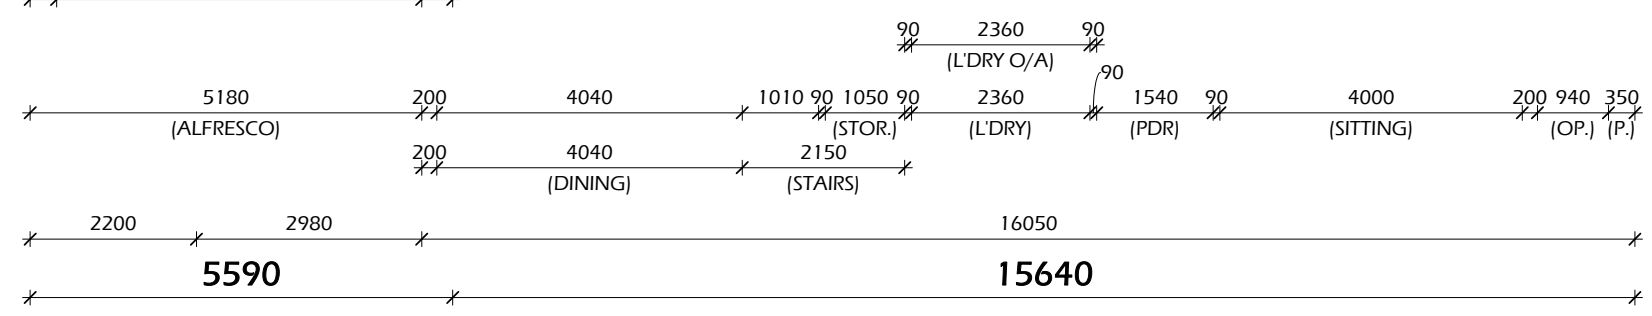 90 2360 90
(L'DRY O/A)
90
5180 200 4040 1010 90 1050 90 2360 1540 90 4000 200 940 350
(ALFRESCO) (STOR.) (L'DRY) (PDR) (SITTING) (OP.) (P.)
200 4040 2150
(DINING) (STAIRS)
2200 2980 16050
5590 15640